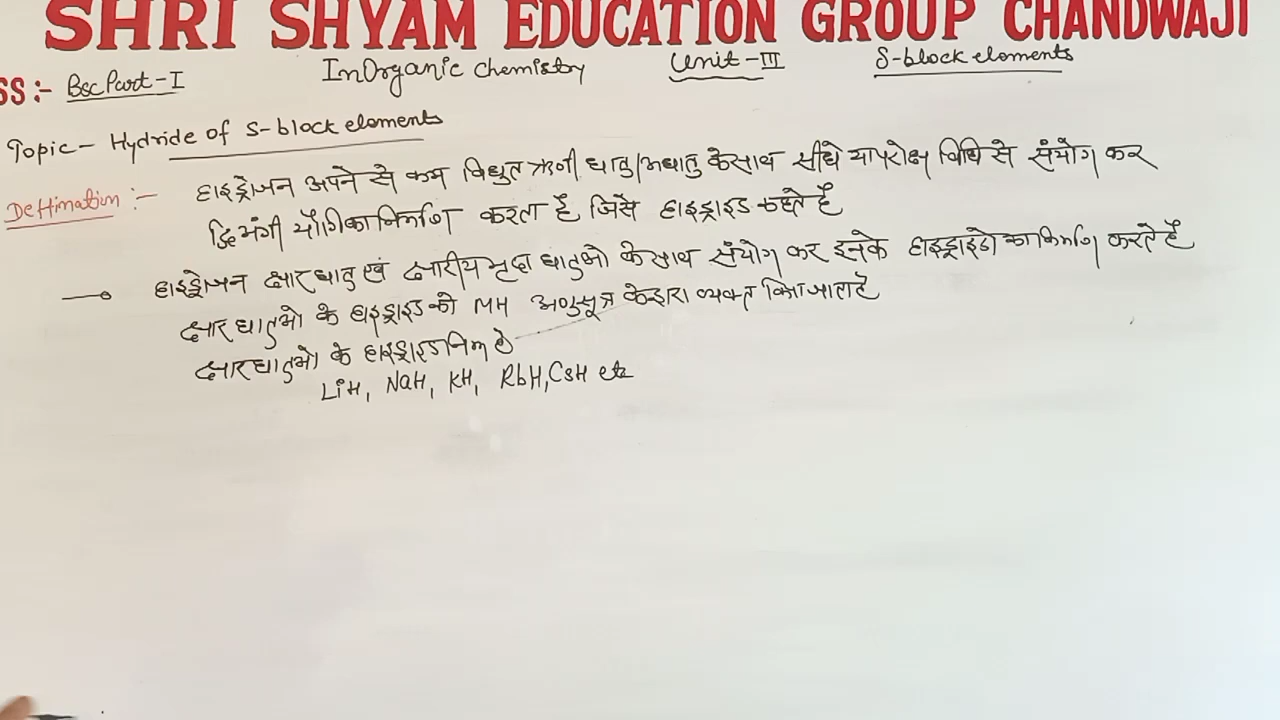 SHRI SHYAM EDUCATION GROUP CHANDWAJI
SS:- Bsc Part-I InOrganic chemistry Unit-III S-block elements
Topic- Hydride of S-block elements
Deffination :- हाइड्रोजन अपने से कम विधुत ऋणी धातु/अधातु के साथ सीधे या परोक्ष विधि से संयोग कर
द्विअंगी यौगिक का निर्माण करता है जिसे हाइड्राइड कहते है
हाइड्रोजन क्षार धातु एवं क्षारीय मृदा धातुओ के साथ संयोग कर इनके हाइड्राइडो का निर्माण करते है
क्षार धातुओ के हाइड्राइड को MH अणुसूत्र के द्वारा व्यक्त किया जाता है
क्षार धातुओ के हाइड्राइड निम्न है
LiH, NaH, KH, RbH, CsH etc